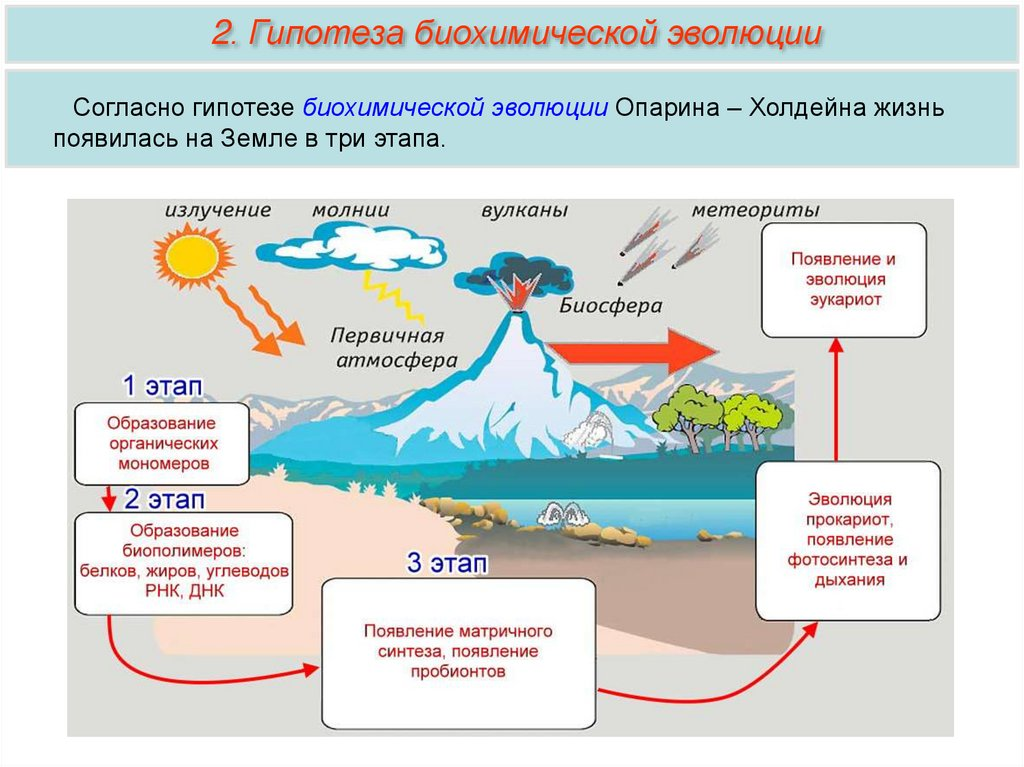 2. Гипотеза биохимической эволюции
Согласно гипотезе биохимической эволюции Опарина – Холдейна жизнь
появилась на Земле в три этапа.
излучение молнии вулканы метеориты
Появление и
эволюция
эукариот
Биосфера
Первичная
атмосфера
1 этап
Образование
органических
мономеров
2 этап
Образование
биополимеров:
белков, жиров, углеводов
РНК, ДНК
3 этап
Появление матричного
синтеза, появление
пробионтов
Эволюция
прокариот,
появление
фотосинтеза и
дыхания